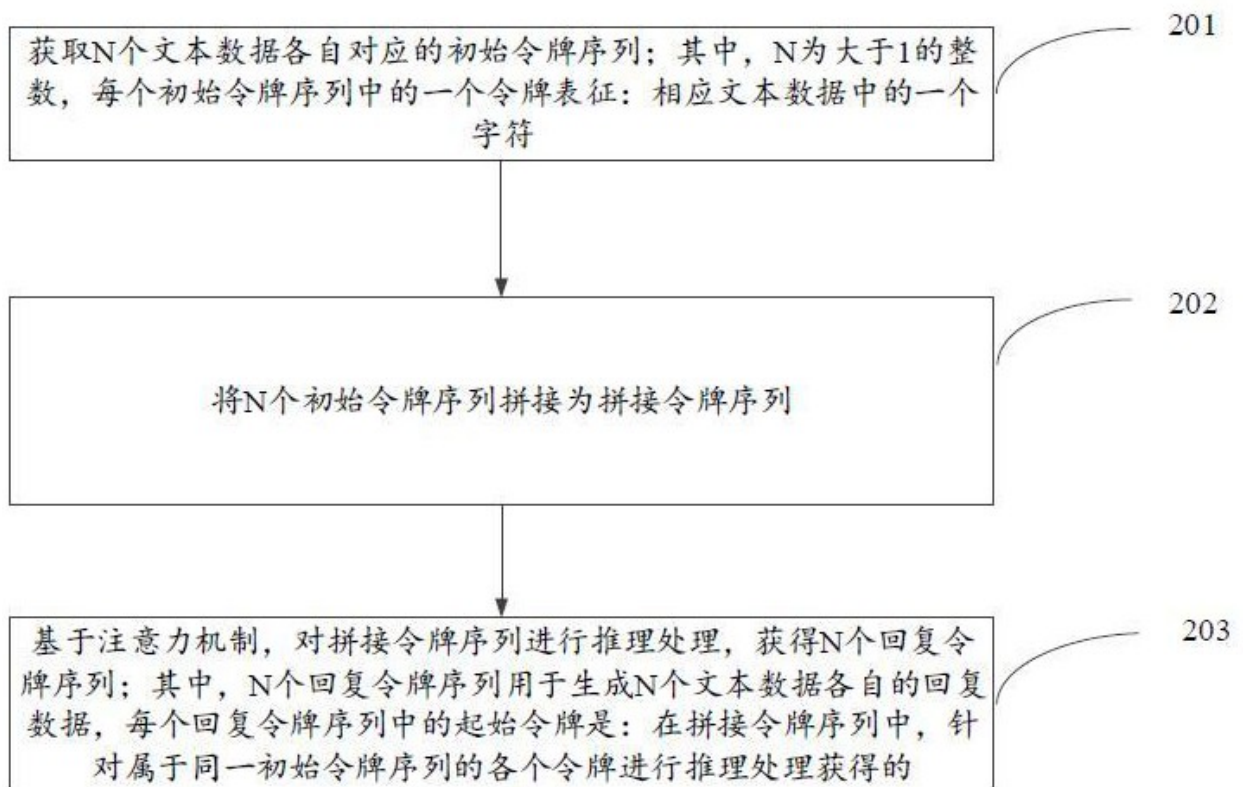 获取N个文本数据各自对应的初始令牌序列；其中，N为大于1的整
数，每个初始令牌序列中的一个令牌表征：相应文本数据中的一个
字符
201
将N个初始令牌序列拼接为拼接令牌序列
202
基于注意力机制，对拼接令牌序列进行推理处理，获得N个回复令
牌序列；其中，N个回复令牌序列用于生成N个文本数据各自的回复
数据，每个回复令牌序列中的起始令牌是：在拼接令牌序列中，针
对属于同一初始令牌序列的各个令牌进行推理处理获得的
203